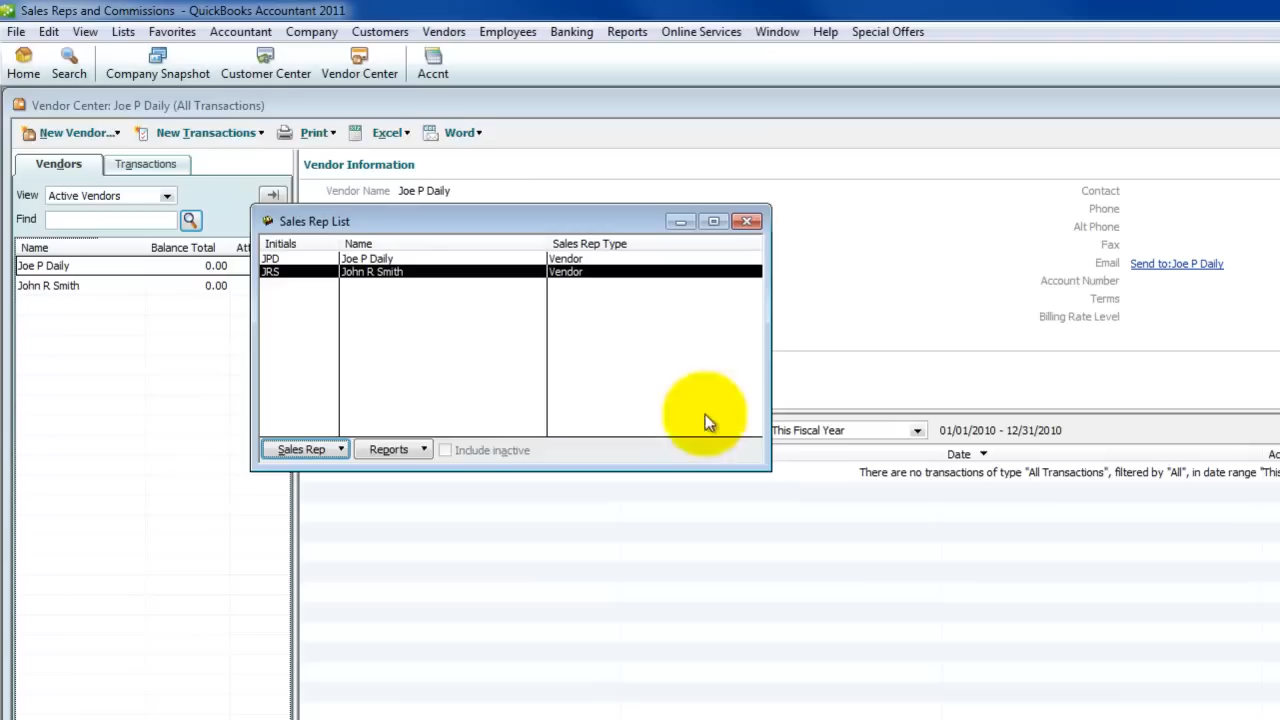 Sales Reps and Commissions - QuickBooks Accountant 2011
File Edit View Lists Favorites Accountant Company Customers Vendors Employees Banking Reports Online Services Window Help Special Offers
Home Search Company Snapshot Customer Center Vendor Center Accnt
Vendor Center: Joe P Daily (All Transactions)
New Vendor... New Transactions Print Excel Word
Vendors Transactions
Vendor Information
View Active Vendors
Vendor Name Joe P Daily
Contact
Phone
Alt Phone
Fax
Email Send to:Joe P Daily
Account Number
Terms
Billing Rate Level
Find
Name Balance Total Att
Joe P Daily 0.00
John R Smith 0.00
Sales Rep List
Initials Name Sales Rep Type
JPD Joe P Daily Vendor
JRS John R Smith Vendor
Sales Rep Reports Include inactive
This Fiscal Year 01/01/2010 - 12/31/2010
Date Ac
There are no transactions of type "All Transactions", filtered by "All", in date range "This